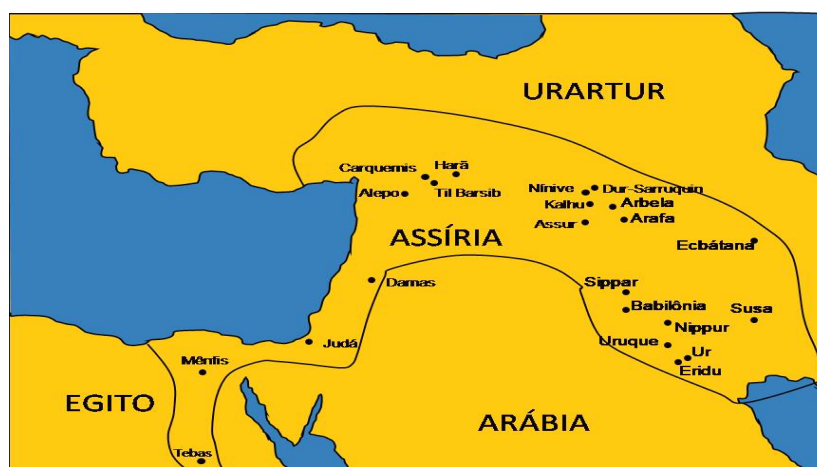 URARTUR
Carquemis
Harã
Alepo
Til Barsib
Nínive
Dur-Sarruquin
Kalhu
Arbela
Assur
Arafa
ASSÍRIA
Ecbátana
Damas
Sippar
Babilônia
Susa
Nippur
Judá
Uruque
Ur
Eridu
Mênfis
EGITO
ARÁBIA
Tebas